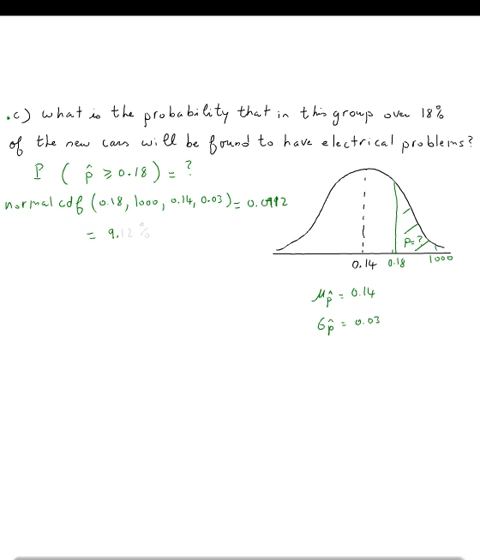 .c) what is the probability that in this group over 18%
of the new cars will be found to have electrical problems?
P ( p̂ ≥ 0.18 ) = ?
normal cdf (0.18, 1000, 0.14, 0.03) = 0.0912
= 9.12 %
P=?
0.14 0.18 1000
μp̂ = 0.14
σp̂ = 0.03